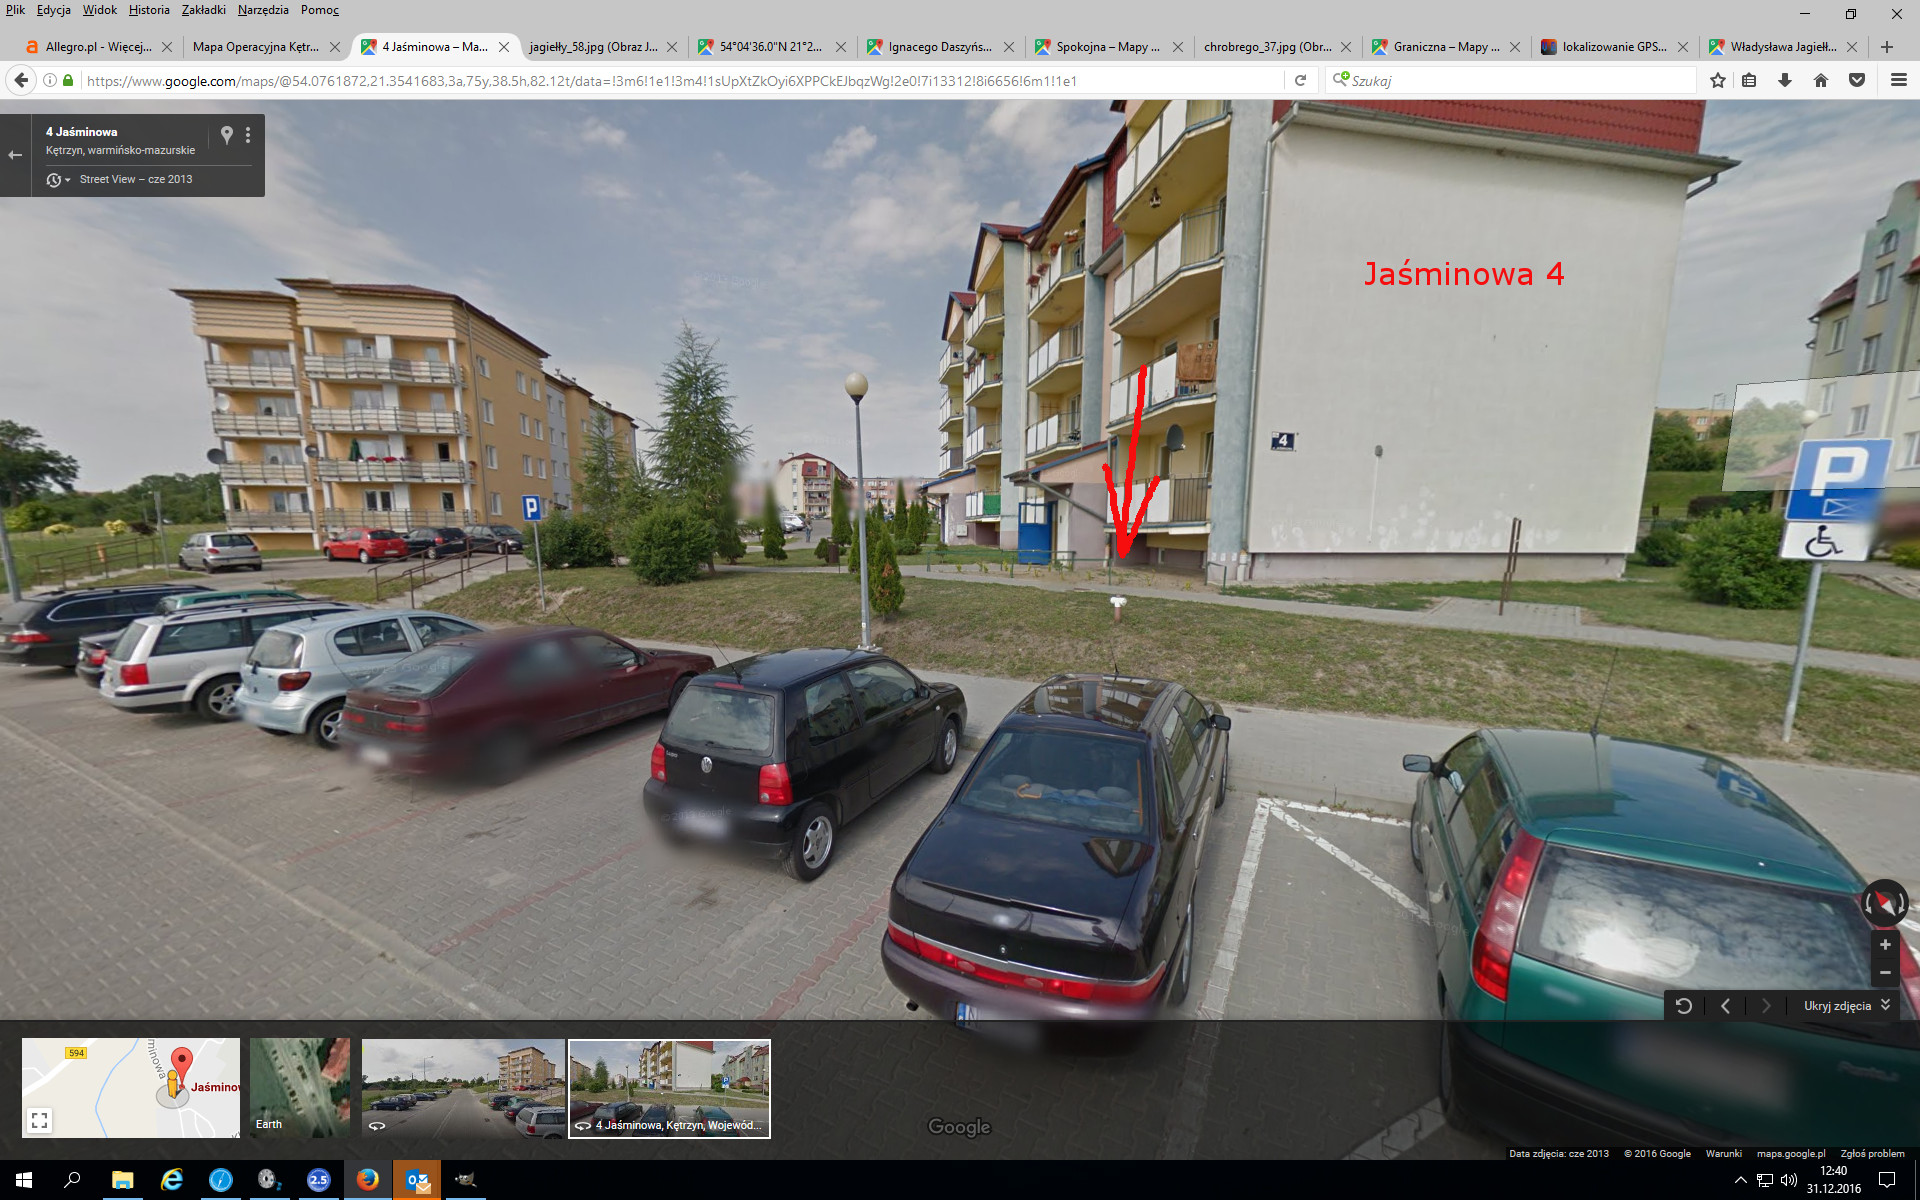 Plik Edycja Widok Historia Zakładki Narzędzia Pomoc
Allegro.pl - Więcej...
Mapa Operacyjna Kętr...
4 Jaśminowa – Ma...
jagiełły_58.jpg (Obraz J...
54°04'36.0"N 21°2...
Ignacego Daszyńs...
Spokojna – Mapy ...
chrobrego_37.jpg (Obr...
Graniczna – Mapy ...
lokalizowanie GPS...
Władysława Jagiełł...
https://www.google.com/maps/@54.0761872,21.3541683,3a,75y,38.5h,82.12t/data=!3m6!1e1!3m4!1sUpXtZkOyi6XPPCkEJbqzWg!2e0!7i13312!8i6656!6m1!1e1
Szukaj
4 Jaśminowa
Kętrzyn, warmińsko-mazurskie
Street View – cze 2013
Jaśminowa 4
4
P
P
P
Ukryj zdjęcia
594
minowa
Jaśminow
Earth
4 Jaśminowa, Kętrzyn, Wojewód...
Google
Data zdjęcia: cze 2013 © 2016 Google Warunki maps.google.pl Zgłoś problem
2.5
12:40
31.12.2016